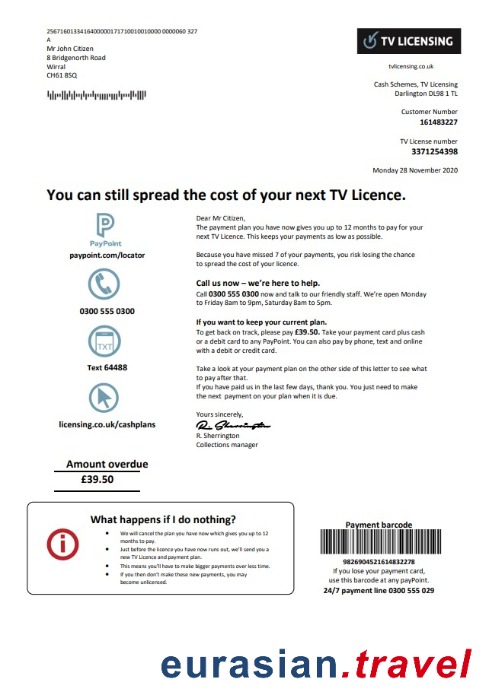 25671601334164000001717100100100000 0000060 327
A
Mr John Citizen
8 Bridgenorth Road
Wirral
CH61 8SQ
TV LICENSING
tvlicensing.co.uk
Cash Schemes, TV Licensing
Darlington DL98 1 TL
Customer Number
161483227
TV License number
3371254398
Monday 28 November 2020
You can still spread the cost of your next TV Licence.
PayPoint
paypoint.com/locator
0300 555 0300
TXT
Text 64488
licensing.co.uk/cashplans
Dear Mr Citizen,
The payment plan you have now gives you up to 12 months to pay for your
next TV Licence. This keeps your payments as low as possible.
Because you have missed 7 of your payments, you risk losing the chance
to spread the cost of your licence.
Call us now – we're here to help.
Call 0300 555 0300 now and talk to our friendly staff. We're open Monday
to Friday 8am to 9pm, Saturday 8am to 5pm.
If you want to keep your current plan.
To get back on track, please pay £39.50. Take your payment card plus cash
or a debit card to any PayPoint. You can also pay by phone, text and online
with a debit or credit card.
Take a look at your payment plan on the other side of this letter to see what
to pay after that.
If you have paid us in the last few days, thank you. You just need to make
the next payment on your plan when it is due.
Yours sincerely,
R. Sherrington
R. Sherrington
Collections manager
Amount overdue
£39.50
What happens if I do nothing?
• We will cancel the plan you have now which gives you up to 12
months to pay.
• Just before the licence you have now runs out, we'll send you a
new TV Licence and payment plan.
• This means you'll have to make bigger payments over less time.
• If you then don't make these new payments, you may
become unlicensed.
Payment barcode
9826904521614832278
If you lose your payment card,
use this barcode at any payPoint.
24/7 payment line 0300 555 029
eurasian.travel